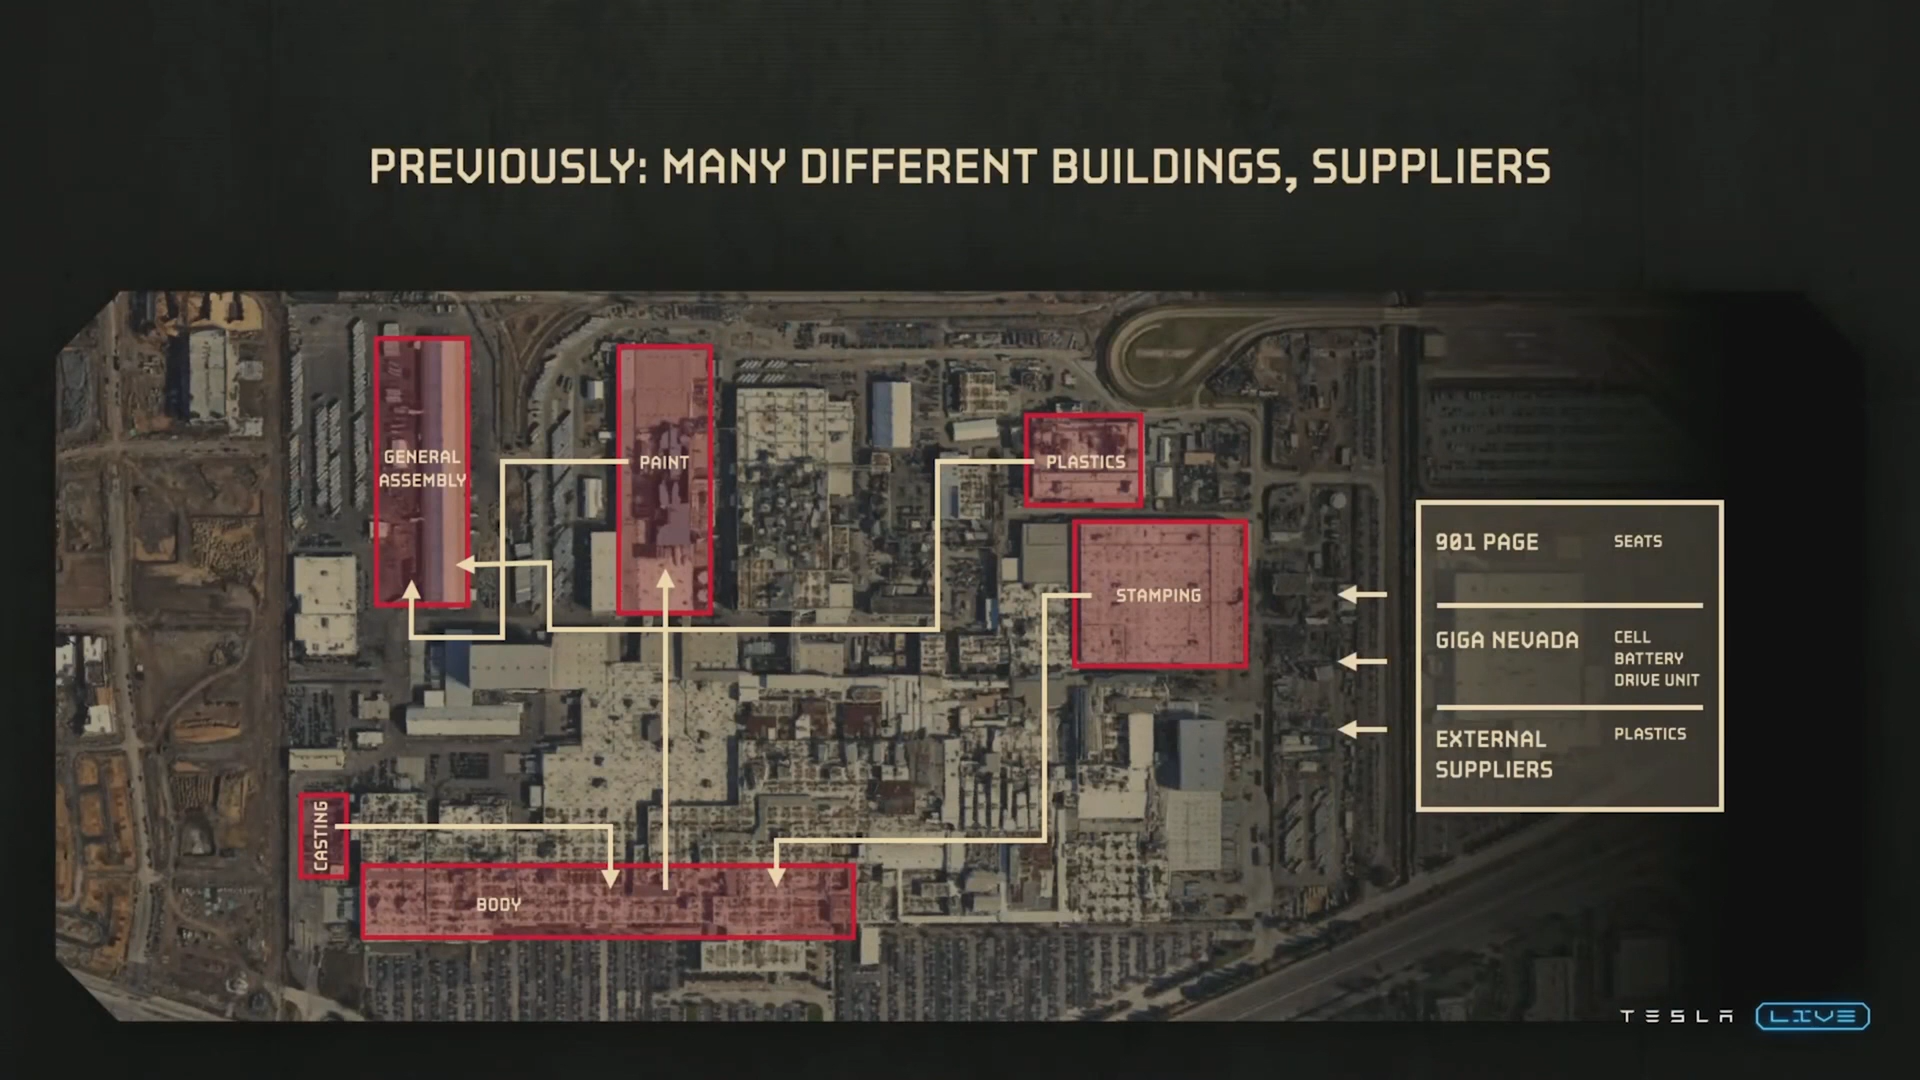 PREVIOUSLY: MANY DIFFERENT BUILDINGS, SUPPLIERS
GENERAL
ASSEMBLY
PAINT
PLASTICS
STAMPING
CASTING
BODY
901 PAGE
SEATS
GIGA NEVADA
CELL
BATTERY
DRIVE UNIT
EXTERNAL
SUPPLIERS
PLASTICS
TESLA LIVE